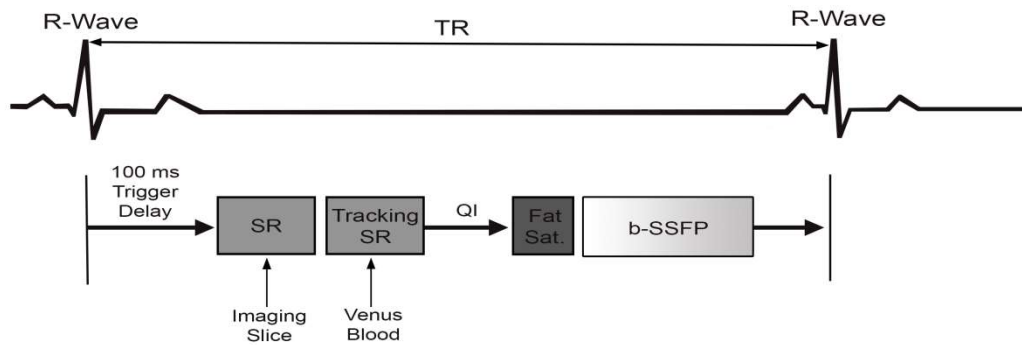 R-Wave
TR
R-Wave
100 ms
Trigger
Delay
SR
Tracking
SR
QI
Fat
Sat.
b-SSFP
Imaging
Slice
Venus
Blood